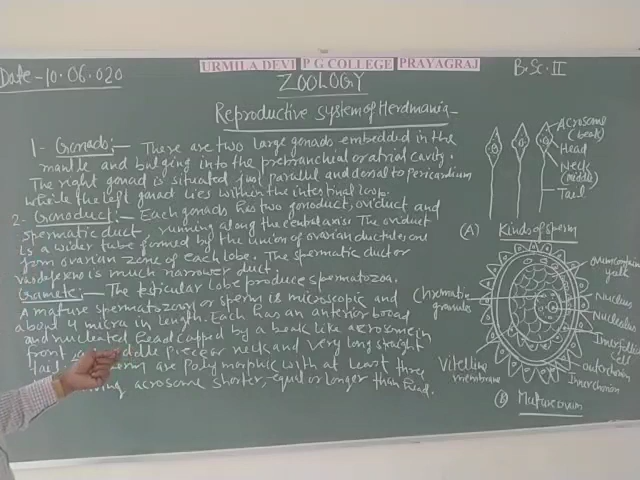 URMILA DEVI P G COLLEGE PRAYAGRAJ
Date-10.06.020
ZOOLOGY
B.Sc. II
Reproductive system of Herdmania-
1- Gonads:- There are two large gonads embedded in the
mantle and bulging into the prebranchial or atrial cavity.
The right gonad is situated just parallel and dorsal to pericardium
while the left gonad lies within the intestinal loop.
2- Gonoduct:- Each gonads has two gonoduct, oviduct and
spermatic duct, running along the central axis. The oviduct
is a wider tube formed by the union of ovarian ductules one
from ovarian zone of each lobe. The spermatic duct or
vasdeferens is much narrower duct.
Gamete:- The testicular lobe produce spermatozoa.
A mature spermatozoon or sperm is microscopic and
about 4 micra in length. Each has an anterior broad
and nucleated head capped by a beak like acrosome in
front middle piece or neck and very long straight
tail are polymorphic with at least three
acrosome shorter, equal or longer than head.
Acrosome
(beak)
Head
Neck
(middle)
Tail
(A) Kinds of sperm
Chromatic
granules
Vitelline
membrane
yolk
Nucleus
Nucleolus
Inner follicle
cell
outer chorion
Inner chorion
(B) Mature ovum